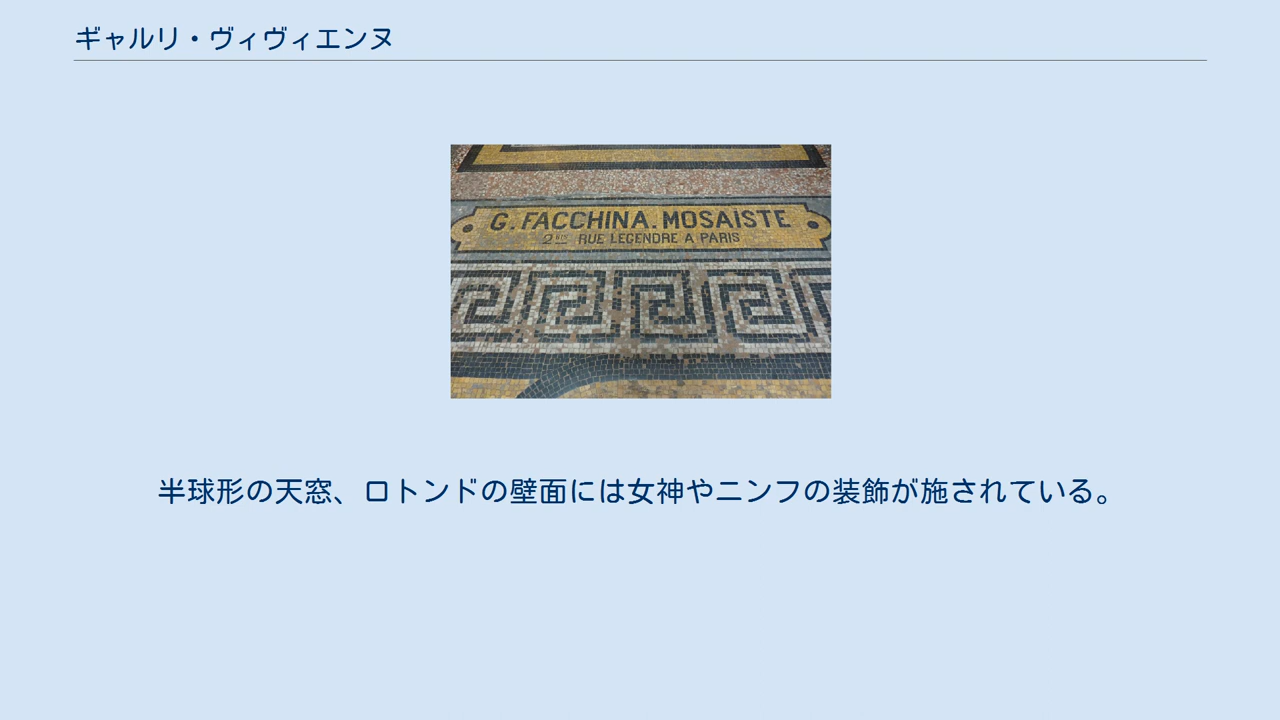 ギャルリ・ヴィヴィエンヌ
G. FACCHINA. MOSAÏSTE
RUE LEGENDRE A PARIS
半球形の天窓、ロトンドの壁面には女神やニンフの装飾が施されている。